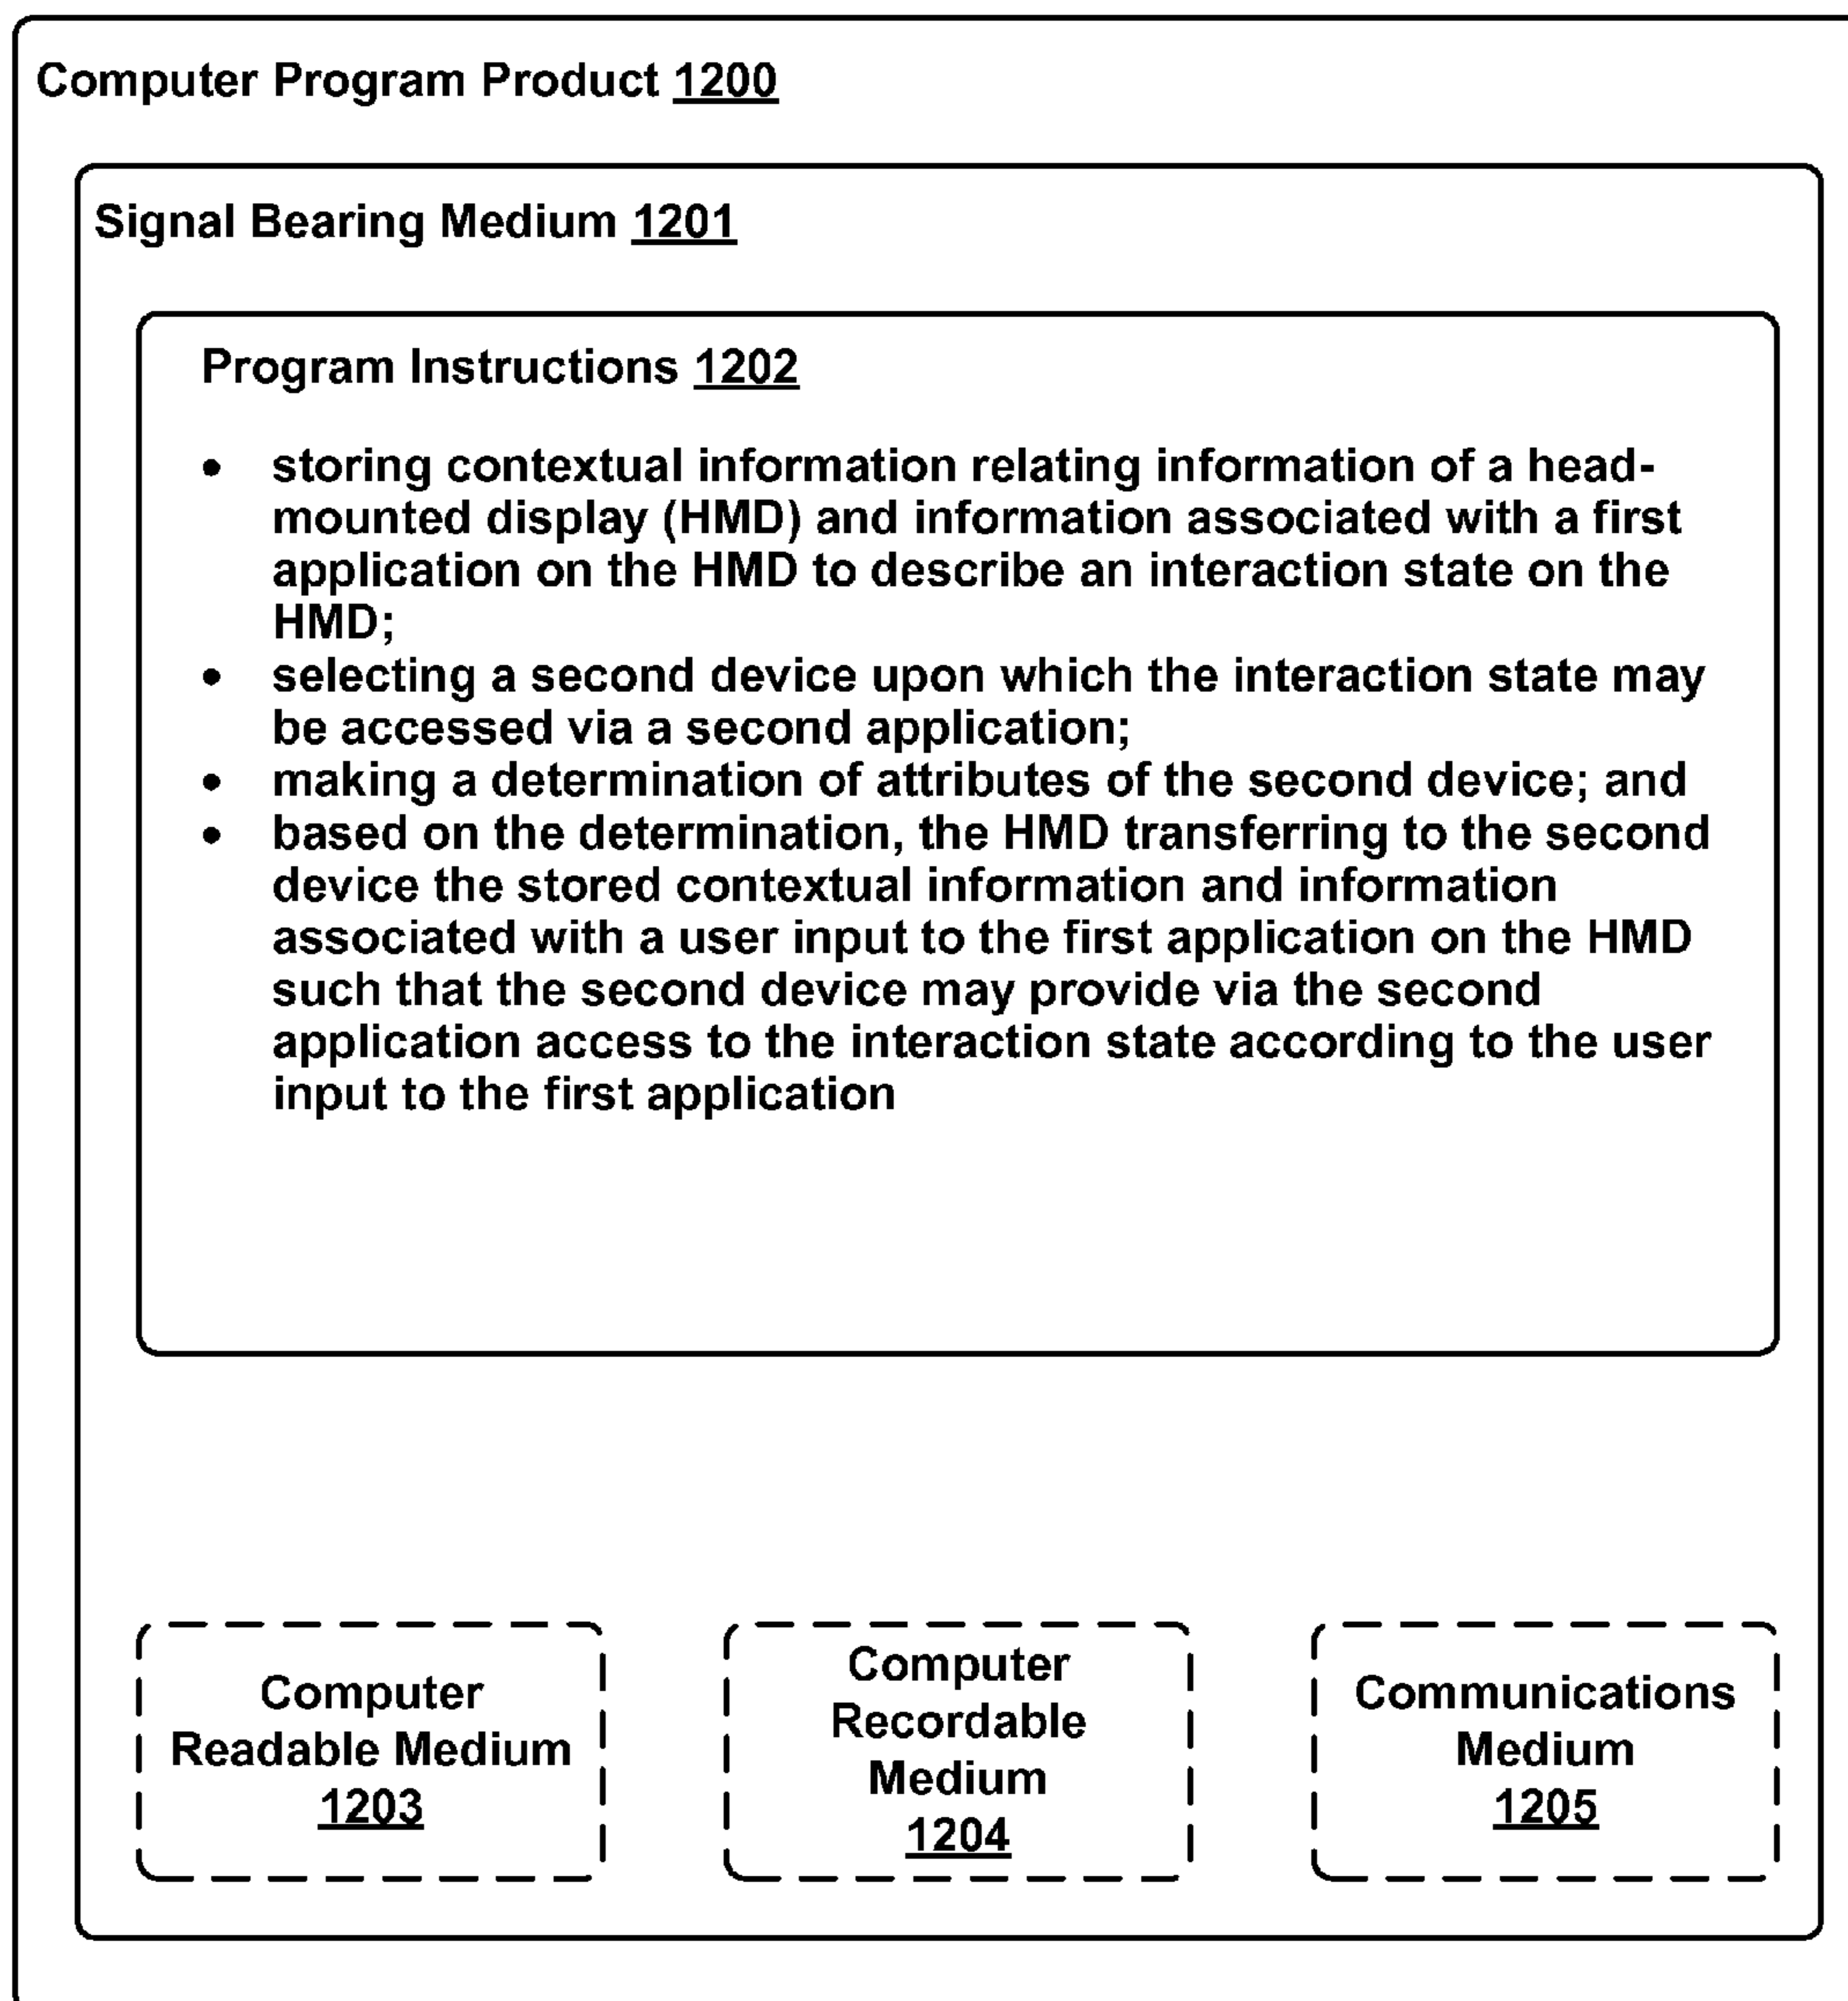 Computer Program Product 1200
Signal Bearing Medium 1201
Program Instructions 1202
• storing contextual information relating information of a head-
mounted display (HMD) and information associated with a first
application on the HMD to describe an interaction state on the
HMD;
• selecting a second device upon which the interaction state may
be accessed via a second application;
• making a determination of attributes of the second device; and
• based on the determination, the HMD transferring to the second
device the stored contextual information and information
associated with a user input to the first application on the HMD
such that the second device may provide via the second
application access to the interaction state according to the user
input to the first application
Computer
Readable Medium
1203
Computer
Recordable
Medium
1204
Communications
Medium
1205